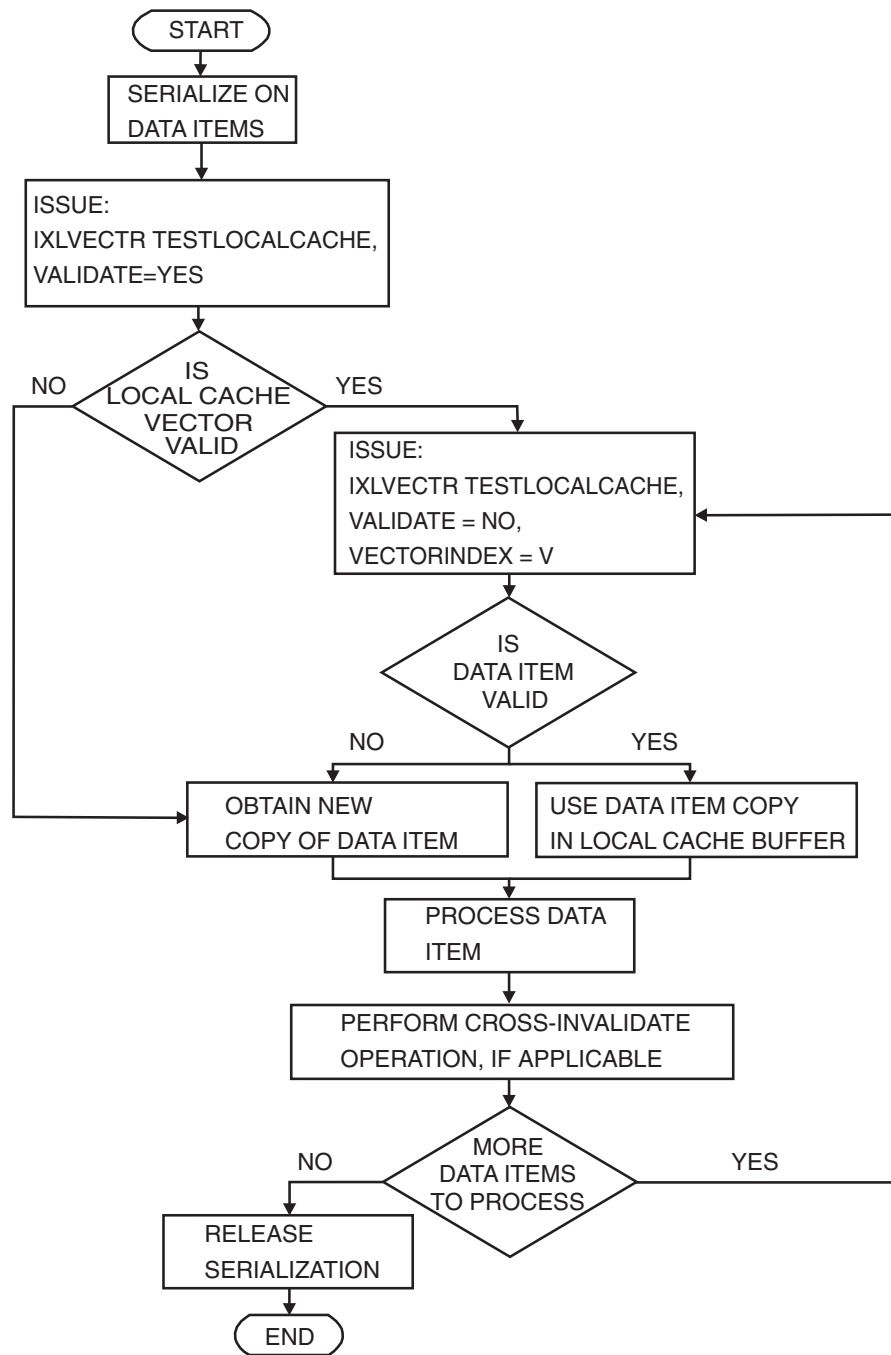 START
SERIALIZE ON
DATA ITEMS
ISSUE:
IXLVECTR TESTLOCALCACHE,
VALIDATE=YES
IS
LOCAL CACHE
VECTOR
VALID
NO
YES
ISSUE:
IXLVECTR TESTLOCALCACHE,
VALIDATE = NO,
VECTORINDEX = V
IS
DATA ITEM
VALID
NO
YES
OBTAIN NEW
COPY OF DATA ITEM
USE DATA ITEM COPY
IN LOCAL CACHE BUFFER
PROCESS DATA
ITEM
PERFORM CROSS-INVALIDATE
OPERATION, IF APPLICABLE
MORE
DATA ITEMS
TO PROCESS
NO
YES
RELEASE
SERIALIZATION
END